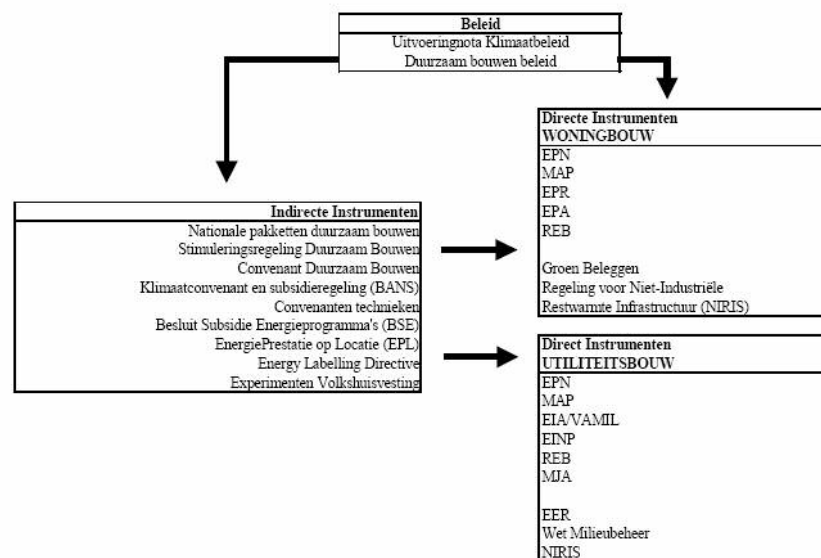 Beleid
Uitvoeringnota Klimaatbeleid
Duurzaam bouwen beleid
Indirecte Instrumenten
Nationale pakketten duurzaam bouwen
Stimuleringsregeling Duurzaam Bouwen
Convenant Duurzaam Bouwen
Klimaatconvenant en subsidieregeling (BANS)
Convenanten technieken
Besluit Subsidie Energieprogramma's (BSE)
EnergiePrestatie op Locatie (EPL)
Energy Labelling Directive
Experimenten Volkshuisvesting
Directe Instrumenten
WONINGBOUW
EPN
MAP
EPR
EPA
REB
Groen Beleggen
Regeling voor Niet-Industriële
Restwarmte Infrastructuur (NIRIS)
Direct Instrumenten
UTILITEITSBOUW
EPN
MAP
EIA/VAMIL
EINP
REB
MJA
EER
Wet Milieubeheer
NIRIS